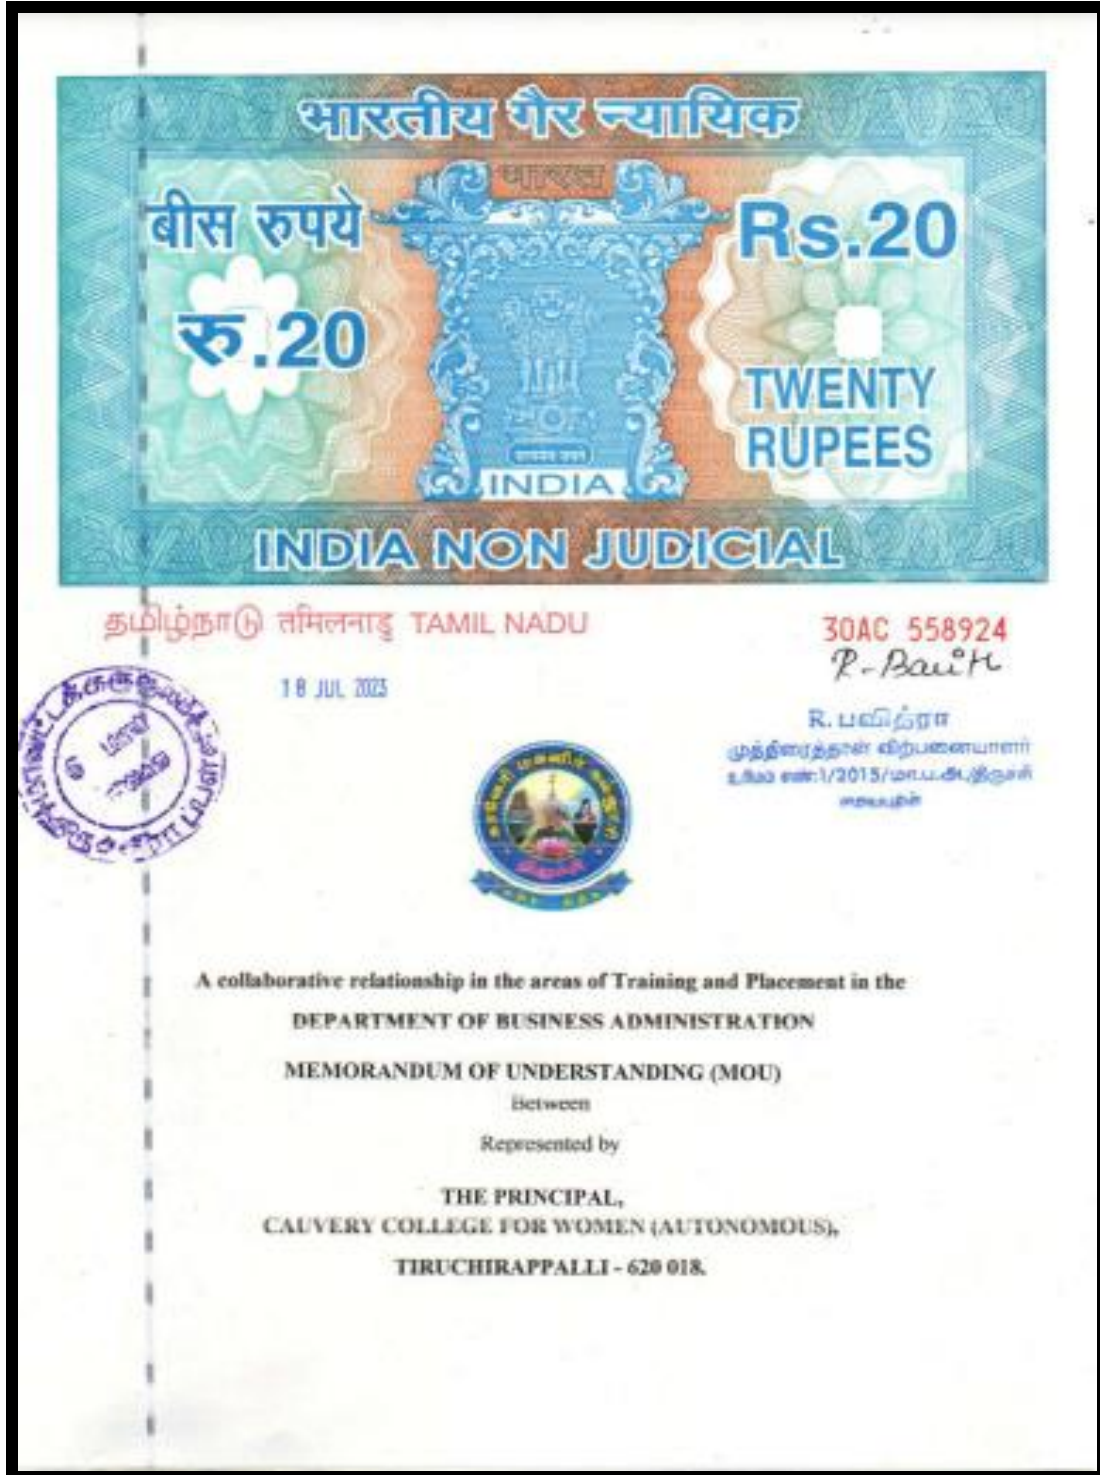 भारतीय गैर न्यायिक
भारत
बीस रुपये
रु.20
Rs.20
TWENTY
RUPEES
INDIA
INDIA NON JUDICIAL
தமிழ்நாடு तमिलनाडु TAMIL NADU
30AC 558924
18 JUL 2023
R. பவித்ரா
முத்திரைத்தாள் விற்பனையாளர்
A collaborative relationship in the areas of Training and Placement in the
DEPARTMENT OF BUSINESS ADMINISTRATION
MEMORANDUM OF UNDERSTANDING (MOU)
Between
Represented by
THE PRINCIPAL,
CAUVERY COLLEGE FOR WOMEN (AUTONOMOUS),
TIRUCHIRAPPALLI - 620 018.